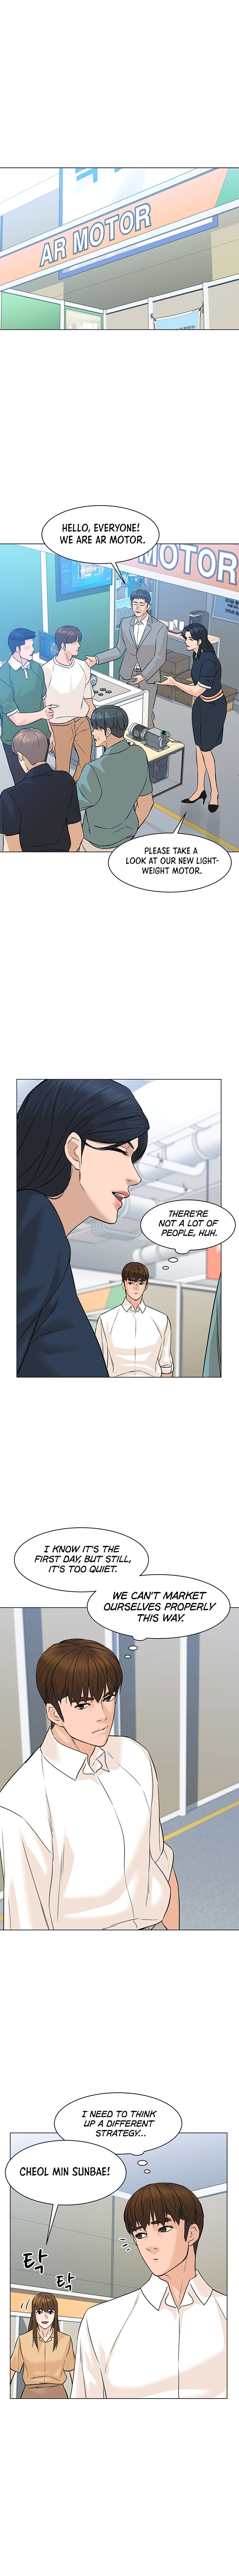 AR MOTOR
HELLO, EVERYONE!
WE ARE AR MOTOR.
MOTOR
PLEASE TAKE A
LOOK AT OUR NEW LIGHT-
WEIGHT MOTOR.
THERE'RE
NOT A LOT OF
PEOPLE, HUH.
I KNOW IT'S THE
FIRST DAY, BUT STILL,
IT'S TOO QUIET.
WE CAN'T MARKET
OURSELVES PROPERLY
THIS WAY.
I NEED TO THINK
UP A DIFFERENT
STRATEGY...
CHEOL MIN SUNBAE!
탁
탁